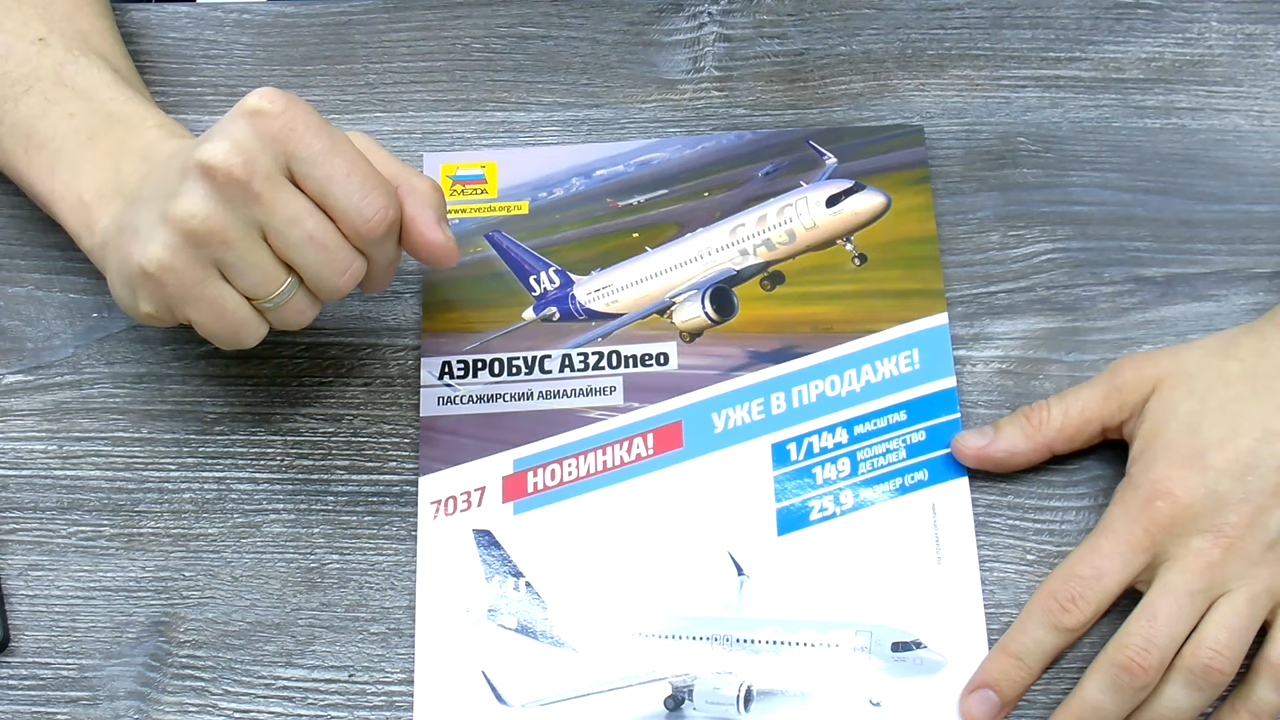 ZVEZDA
www.zvezda.org.ru
SAS
SAS
АЭРОБУС А320neo
ПАССАЖИРСКИЙ АВИАЛАЙНЕР
УЖЕ В ПРОДАЖЕ!
НОВИНКА!
7037
1/144 МАСШТАБ
149 КОЛИЧЕСТВО
ДЕТАЛЕЙ
25,9 РАЗМЕР (СМ)